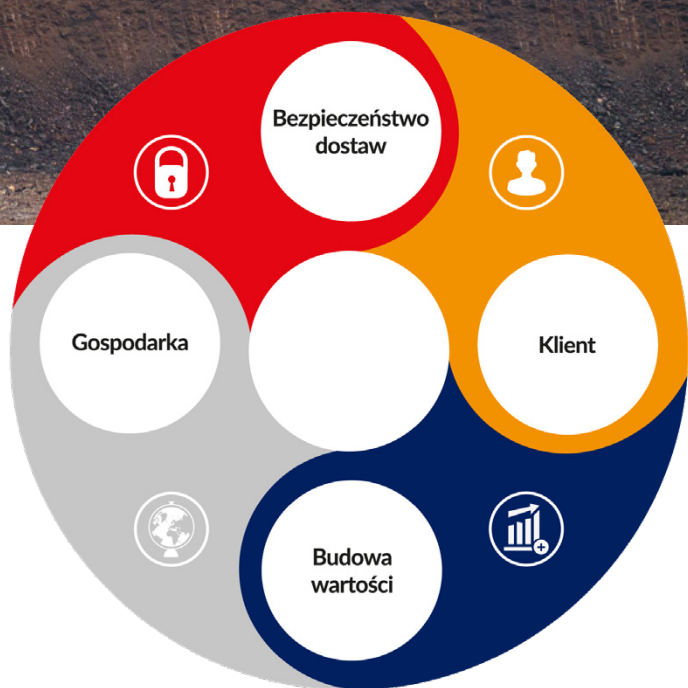 Bezpieczeństwo
dostaw
Gospodarka
Klient
Budowa
wartości